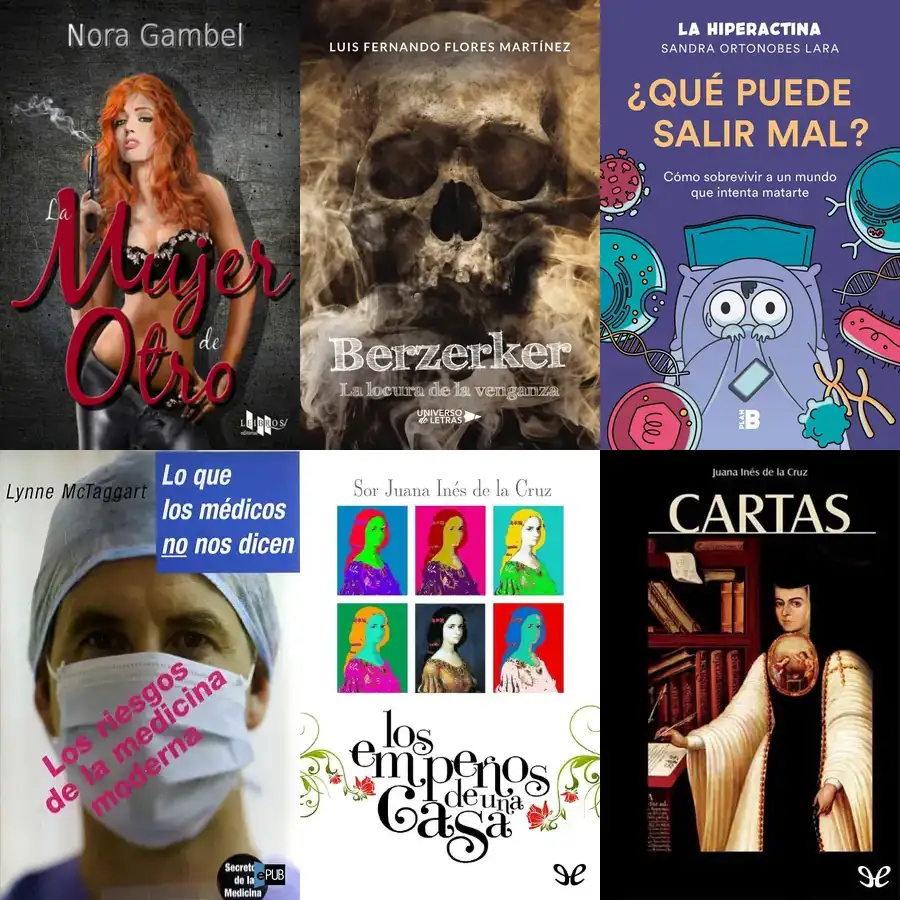 Nora Gambel
La
Mujer
de
Otro
LEIBROS
LUIS FERNANDO FLORES MARTÍNEZ
Berzerker
La locura de la venganza
UNIVERSO
de LETRAS
LA HIPERACTINA
SANDRA ORTONOBES LARA
¿QUÉ PUEDE
SALIR MAL?
Cómo sobrevivir a un mundo
que intenta matarte
PLAN
B
Lynne McTaggart
Lo que
los médicos
no nos dicen
Los riesgos
de la medicina
moderna
de la
Medicina
ePUB
Sor Juana Inés de la Cruz
los
empeños
de una
casa
Juana Inés de la Cruz
CARTAS